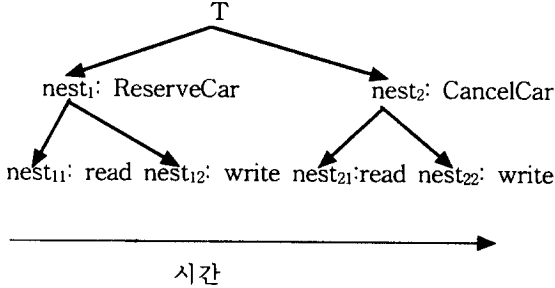 T
nest₁: ReserveCar nest₂: CancelCar
nest₁₁: read nest₁₂: write nest₂₁:read nest₂₂: write
시간